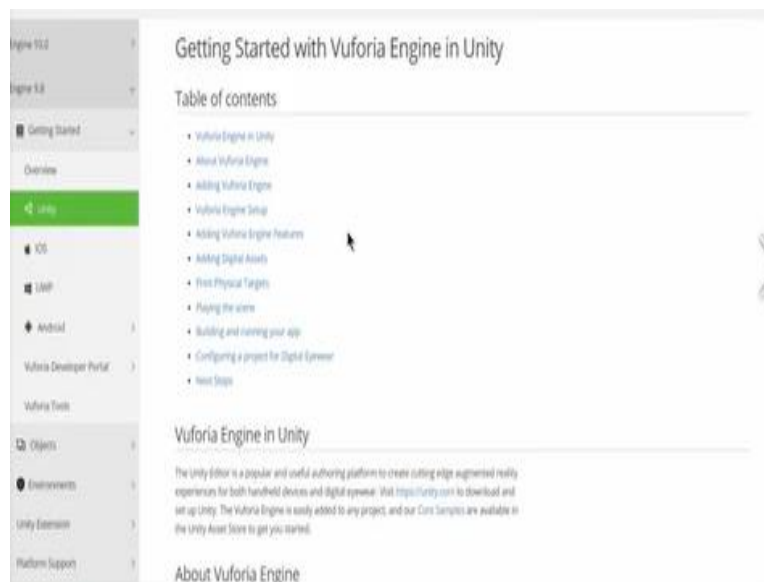 Engine 10.0
Engine 9.8
Getting Started
Overview
Unity
iOS
UWP
Android
Vuforia Developer Portal
Vuforia Tools
Objects
Environments
Unity Extension
Platform Support
Getting Started with Vuforia Engine in Unity
Table of contents
Vuforia Engine in Unity
About Vuforia Engine
Adding Vuforia Engine
Vuforia Engine Setup
Adding Vuforia Engine Features
Adding Digital Assets
Print Physical Targets
Playing the scene
Building and running your app
Configuring a project for Digital Eyewear
Next Steps
Vuforia Engine in Unity
The Unity Editor is a popular and useful authoring platform to create cutting edge augmented reality
experiences for both handheld devices and digital eyewear. Visit https://unity.com to download and
set up Unity. The Vuforia Engine is easily added to any project, and our Core Samples are available in
the Unity Asset Store to get you started.
About Vuforia Engine